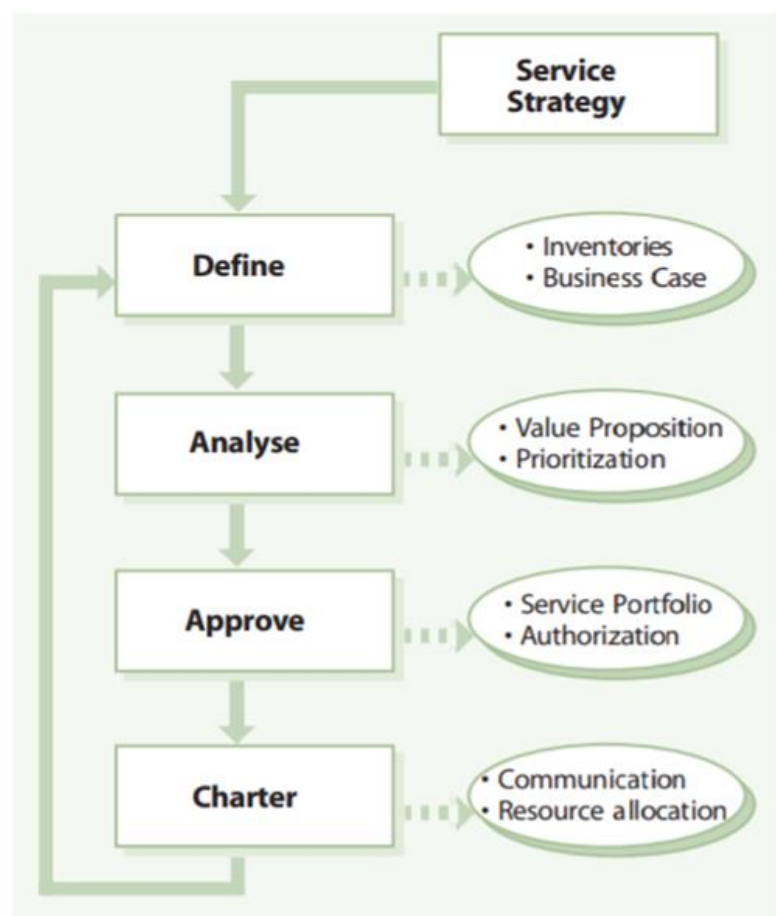 Service
Strategy
Define
• Inventories
• Business Case
Analyse
• Value Proposition
• Prioritization
Approve
• Service Portfolio
• Authorization
Charter
• Communication
• Resource allocation